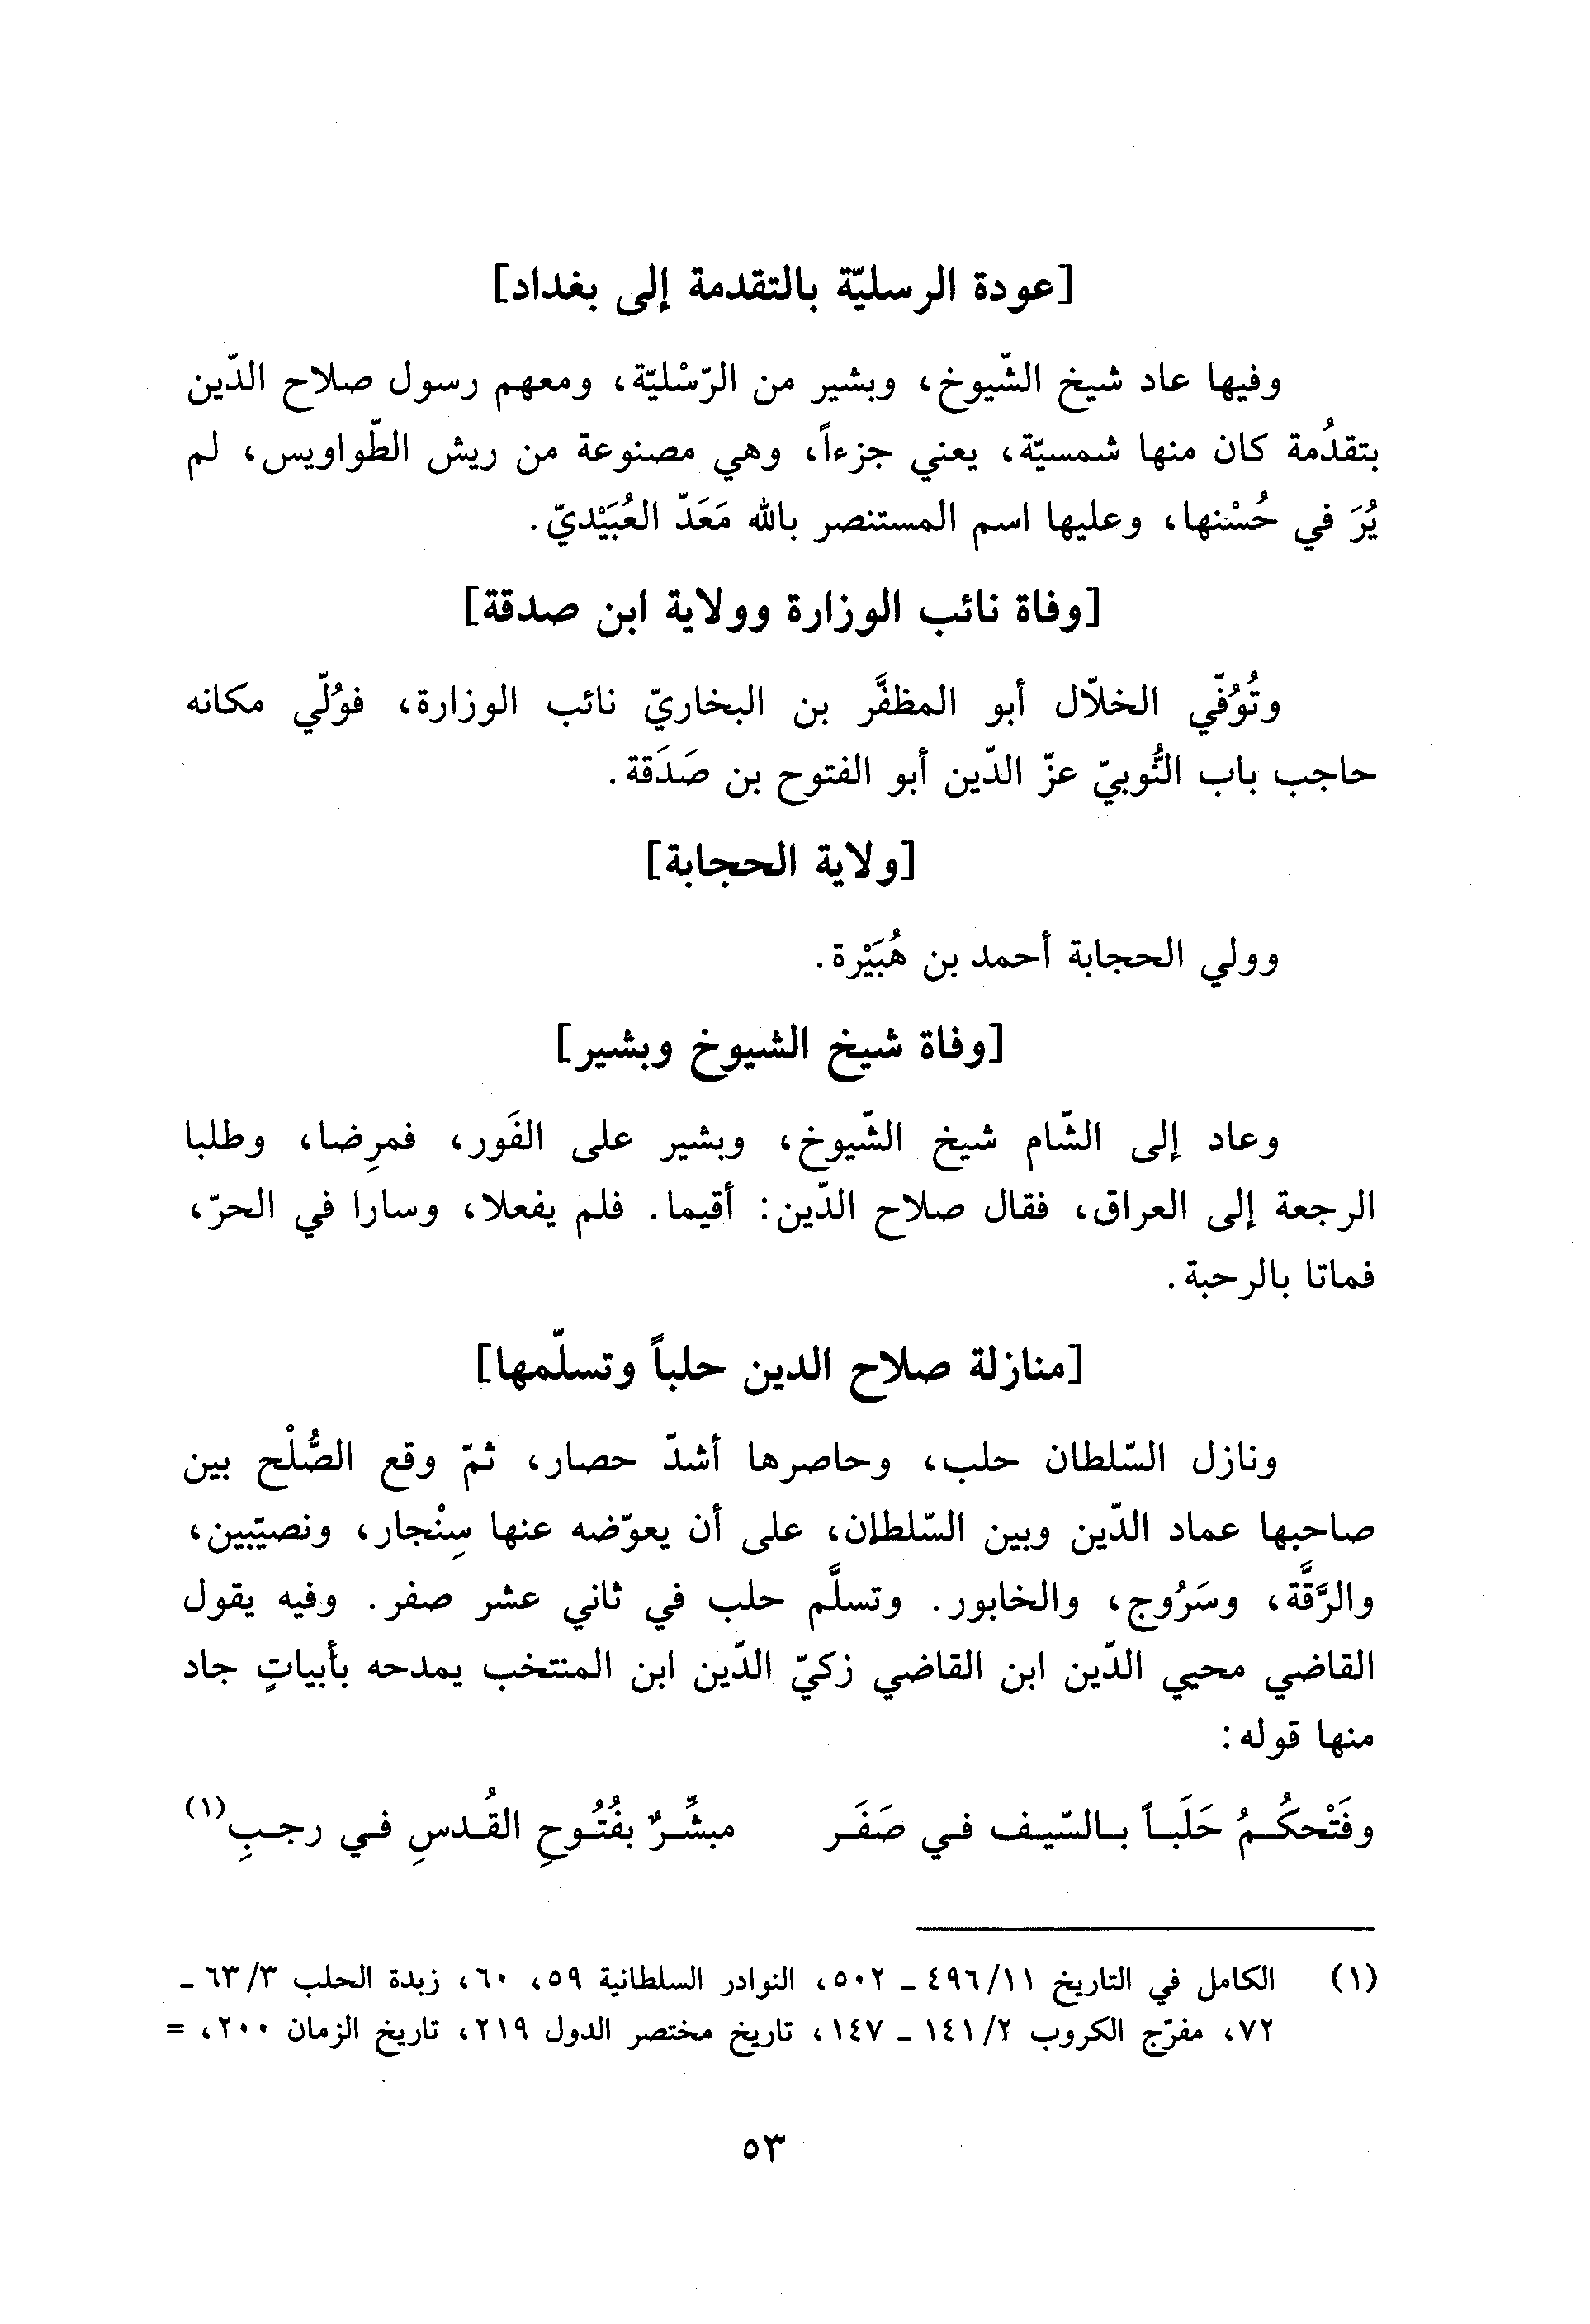 [عودة الرسليّة بالتقدمة إلى بغداد]
وفيها عاد شيخ الشّيوخ، وبشير من الرّسْليّة، ومعهم رسول صلاح الدّين
بتقدُمة كان منها شمسيّة، يعني جزءاً، وهي مصنوعة من ريش الطّواويس، لم
يُرَ في حُسْنها، وعليها اسم المستنصر بالله مَعَدّ العُبَيْديّ.
[وفاة نائب الوزارة وولاية ابن صدقة]
وتُوُفّي الخلاّل أبو المظفَّر بن البخاريّ نائب الوزارة، فوُلّي مكانه
حاجب باب النُّوبيّ عزّ الدّين أبو الفتوح بن صَدَقة.
[ولاية الحجابة]
وولي الحجابة أحمد بن هُبَيْرة.
[وفاة شيخ الشيوخ وبشير]
وعاد إلى الشّام شيخ الشّيوخ، وبشير على الفَور، فمرِضا، وطلبا
الرجعة إلى العراق، فقال صلاح الدّين: أقيما. فلم يفعلا، وسارا في الحرّ،
فماتا بالرحبة.
[منازلة صلاح الدين حلباً وتسلّمها]
ونازل السّلطان حلب، وحاصرها أشدّ حصار، ثمّ وقع الصُّلْح بين
صاحبها عماد الدّين وبين السّلطان، على أن يعوّضه عنها سِنْجار، ونصيّبين،
والرَّقَّة، وسَرُوج، والخابور. وتسلَّم حلب في ثاني عشر صفر. وفيه يقول
القاضي محيي الدّين ابن القاضي زكيّ الدّين ابن المنتخب يمدحه بأبياتٍ جاد
منها قوله:
وفَتْحكُمُ حَلَباً بالسّيف في صَفَر مبشِّرٌ بفُتُوحِ القُدسِ في رجبِ(١)
(١) الكامل في التاريخ ٤٩٦/١١ ـ ٥٠٢، النوادر السلطانية ٥٩، ٦٠، زبدة الحلب ٦٣/٣ ـ
٧٢، مفرّج الكروب ١٤١/٢ ـ ١٤٧، تاريخ مختصر الدول ٢١٩، تاريخ الزمان ٢٠٠، =
٥٣